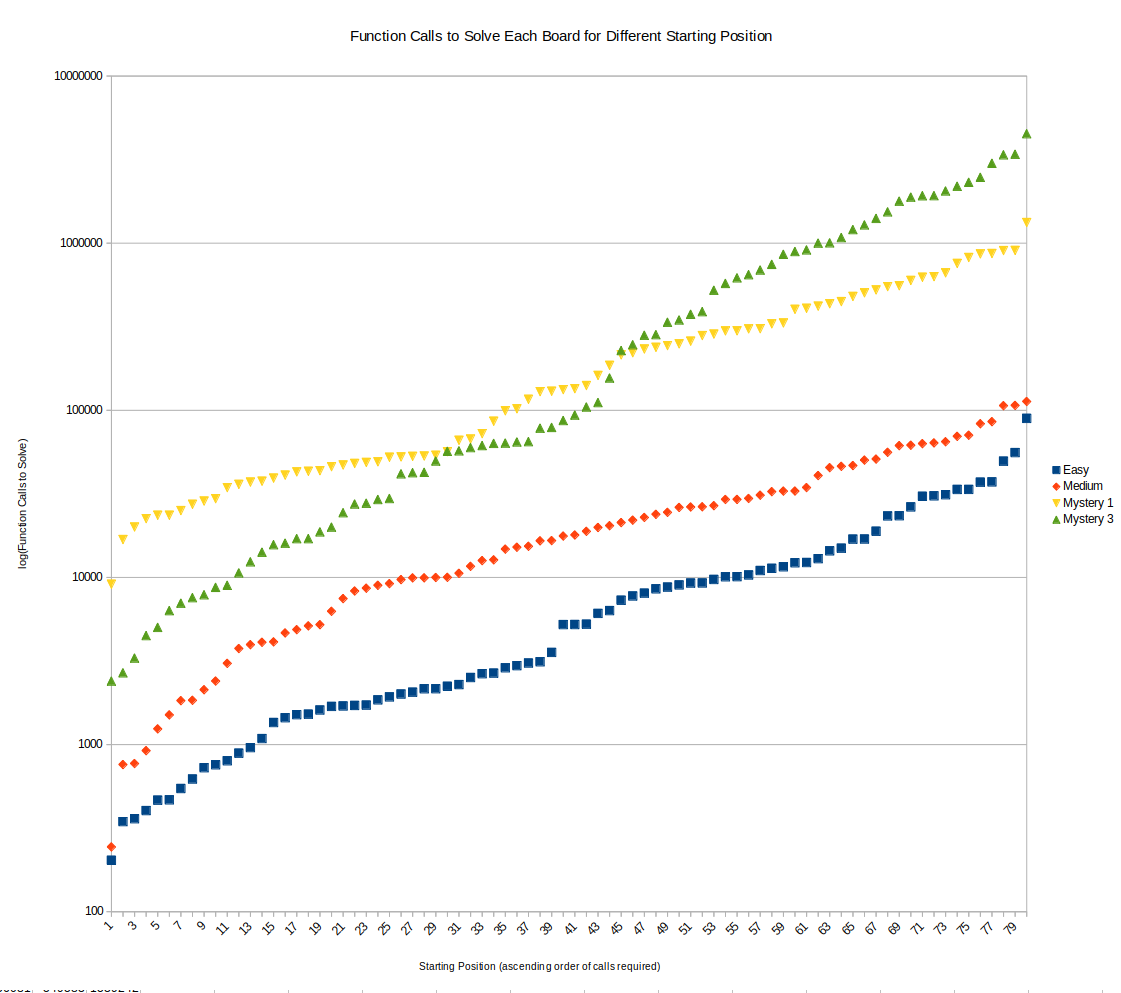 Function Calls to Solve Each Board for Different Starting Position
10000000
1000000
100000
10000
1000
100
log(Function Calls to Solve)
Easy
Medium
Mystery 1
Mystery 3
1 3 5 7 9 11 13 15 17 19 21 23 25 27 29 31 33 35 37 39 41 43 45 47 49 51 53 55 57 59 61 63 65 67 69 71 73 75 77 79
Starting Position (ascending order of calls required)